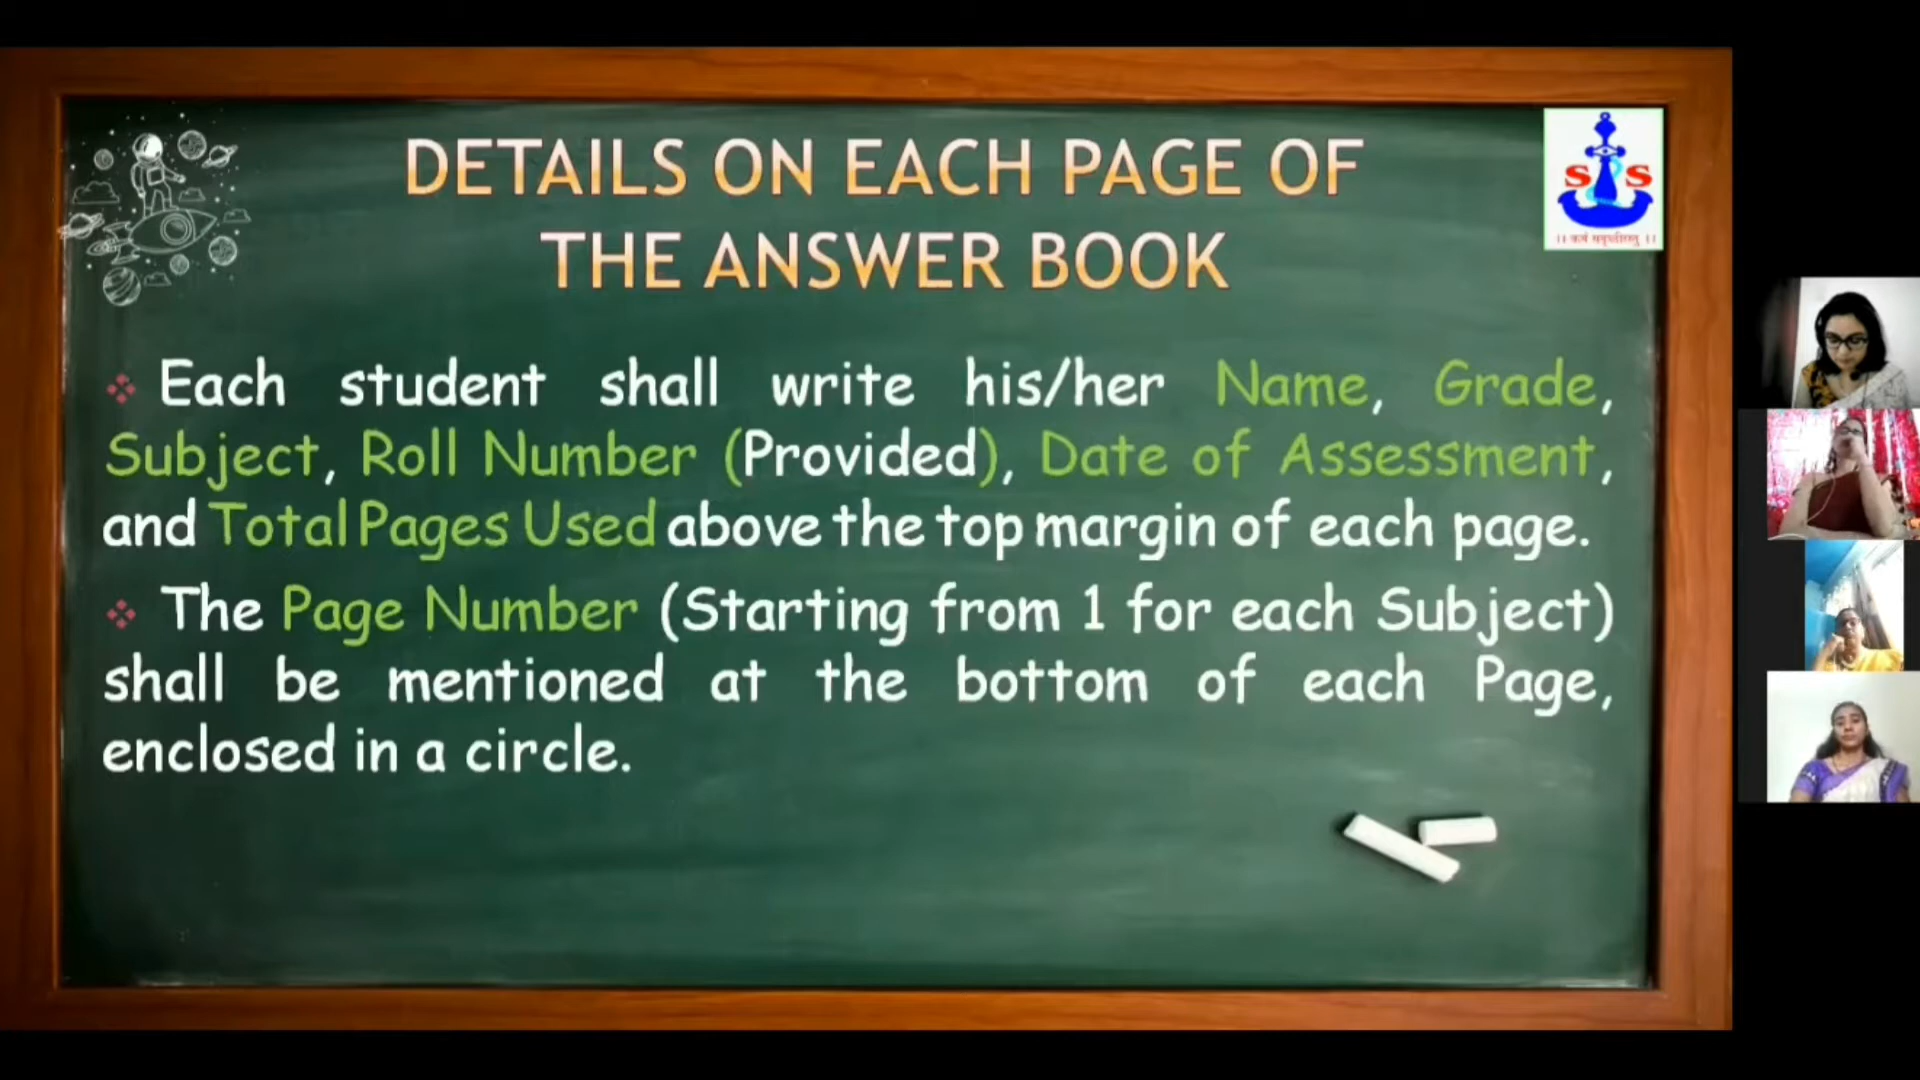 DETAILS ON EACH PAGE OF
THE ANSWER BOOK
S S
Each student shall write his/her Name, Grade,
Subject, Roll Number (Provided), Date of Assessment,
and Total Pages Used above the top margin of each page.
The Page Number (Starting from 1 for each Subject)
shall be mentioned at the bottom of each Page,
enclosed in a circle.